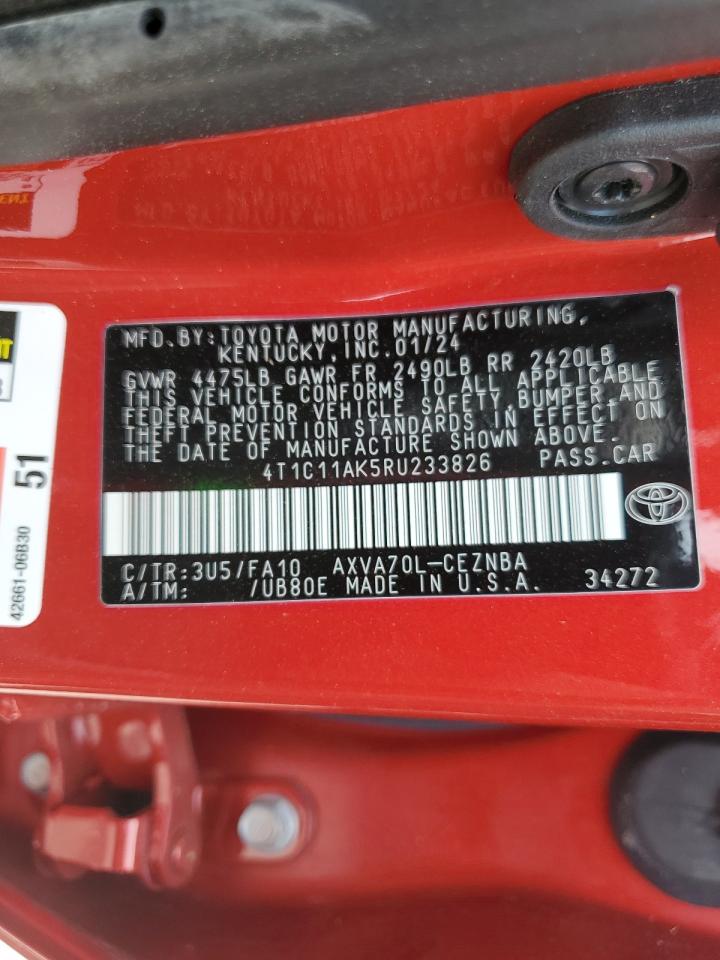 MFD. BY: TOYOTA MOTOR MANUFACTURING,
KENTUCKY, INC. 01/24
GVWR 4475LB GAWR FR 2490LB RR 2420LB
THIS VEHICLE CONFORMS TO ALL APPLICABLE
FEDERAL MOTOR VEHICLE SAFETY, BUMPER, AND
THEFT PREVENTION STANDARDS IN EFFECT ON
THE DATE OF MANUFACTURE SHOWN ABOVE.
4T1C11AK5RU233826 PASS. CAR
C/TR: 3U5/FA10 AXVA70L-CEZNBA
A/TM: /UB80E MADE IN U.S.A. 34272
51
42661-06B30